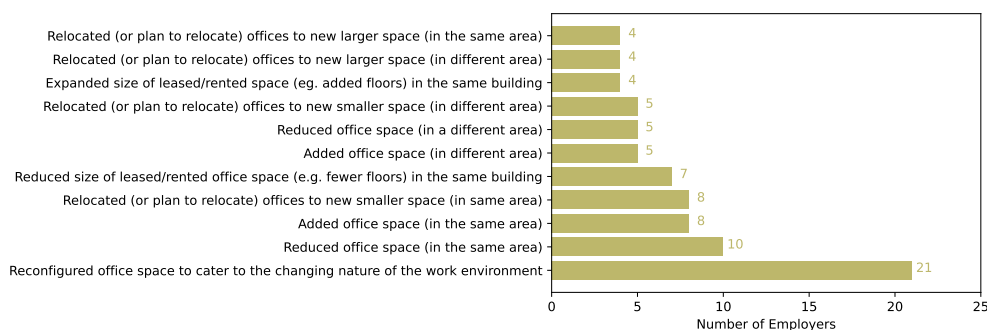 Relocated (or plan to relocate) offices to new larger space (in the same area) 4
Relocated (or plan to relocate) offices to new larger space (in different area) 4
Expanded size of leased/rented space (eg. added floors) in the same building 4
Relocated (or plan to relocate) offices to new smaller space (in different area) 5
Reduced office space (in a different area) 5
Added office space (in different area) 5
Reduced size of leased/rented office space (e.g. fewer floors) in the same building 7
Relocated (or plan to relocate) offices to new smaller space (in same area) 8
Added office space (in the same area) 8
Reduced office space (in the same area) 10
Reconfigured office space to cater to the changing nature of the work environment 21
0 5 10 15 20 25
Number of Employers